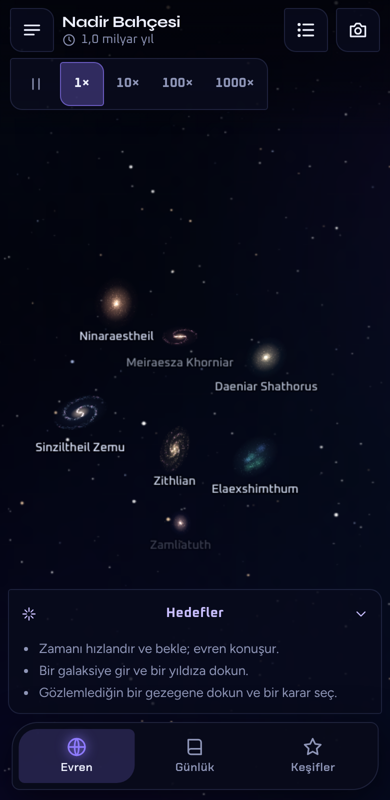 Nadir Bahçesi
1,0 milyar yıl
1×
10×
100×
1000×
Ninaraestheil
Meiraesza Khorniar
Daeniar Shathorus
Sinziltheil Zemu
Zithlian
Elaexshimthum
Zamliatuth
Hedefler
Zamanı hızlandır ve bekle; evren konuşur.
Bir galaksiye gir ve bir yıldıza dokun.
Gözlemlediğin bir gezegene dokun ve bir karar seç.
Evren
Günlük
Keşifler